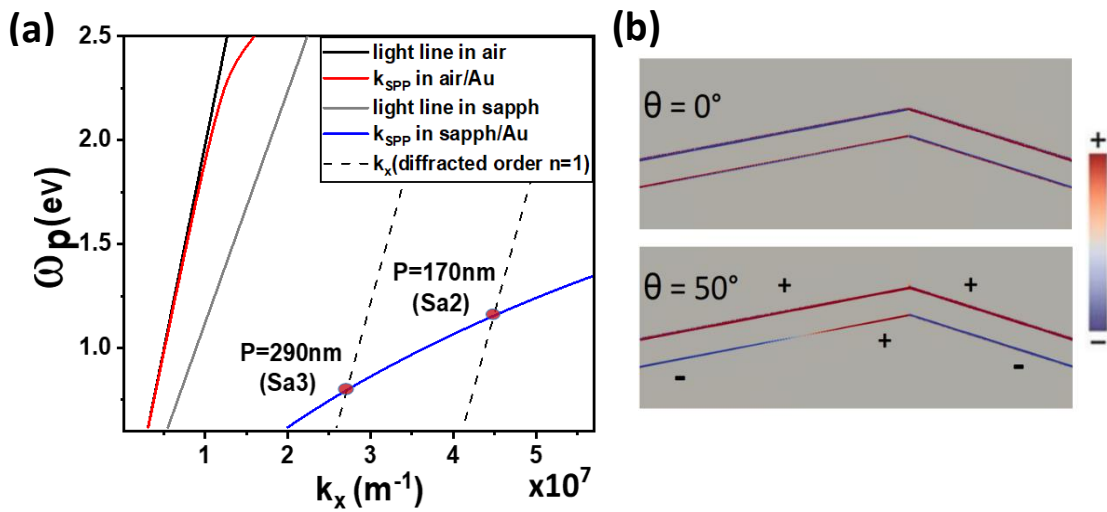 (a)
2.5
2.0
1.5
1.0
ωp(ev)
light line in air
kSPP in air/Au
light line in sapph
kSPP in sapph/Au
kx(diffracted order n=1)
P=170nm
(Sa2)
P=290nm
(Sa3)
1 2 3 4 5
kx (m-1)
x10^7
(b)
θ = 0°
θ = 50°
+
+
+
-
-
+
−